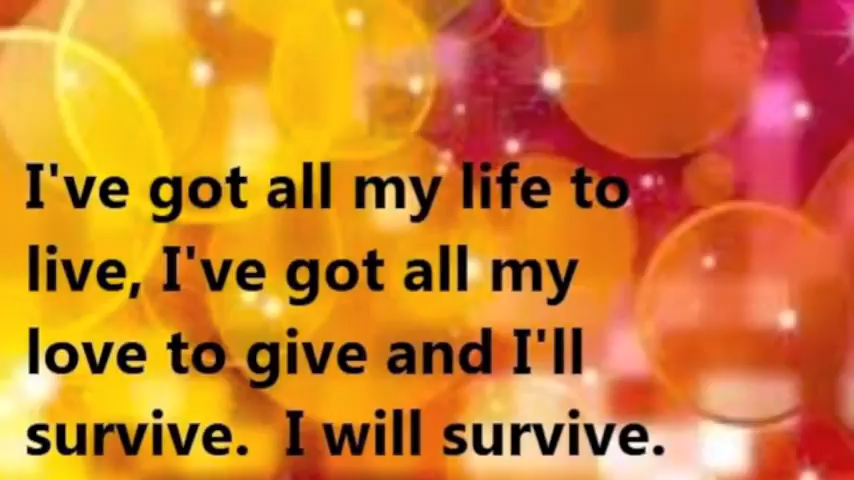 I've got all my life to
live, I've got all my
love to give and I'll
survive.  I will survive.